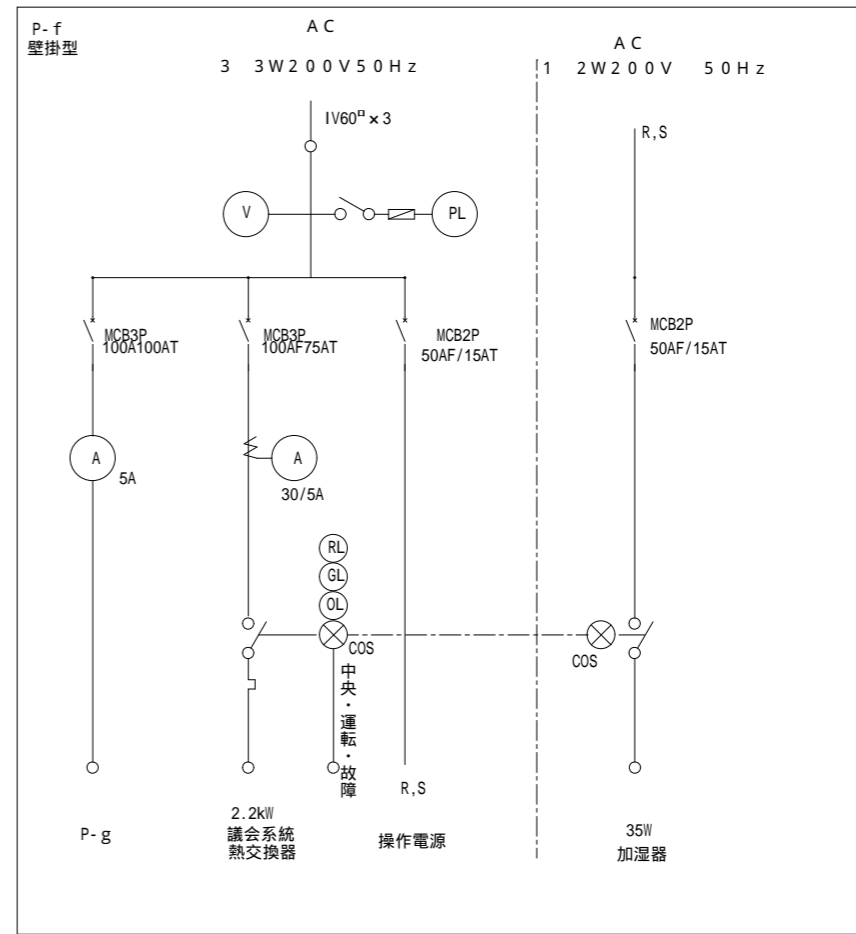 P-f
壁掛型
AC
3 3W200V50Hz
AC
1 2W200V 50Hz
IV60□×3
R,S
V
PL
MCB3P
100A100AT
MCB3P
100AF75AT
MCB2P
50AF/15AT
MCB2P
50AF/15AT
A
5A
A
30/5A
RL
GL
OL
COS
COS
中央・運転・故障
R,S
P-g
2.2kW
議会系統
熱交換器
操作電源
35W
加湿器